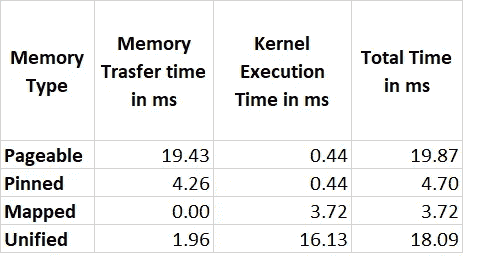 Memory Type Memory Trasfer time in ms Kernel Execution Time in ms Total Time in ms
Pageable 19.43 0.44 19.87
Pinned 4.26 0.44 4.70
Mapped 0.00 3.72 3.72
Unified 1.96 16.13 18.09